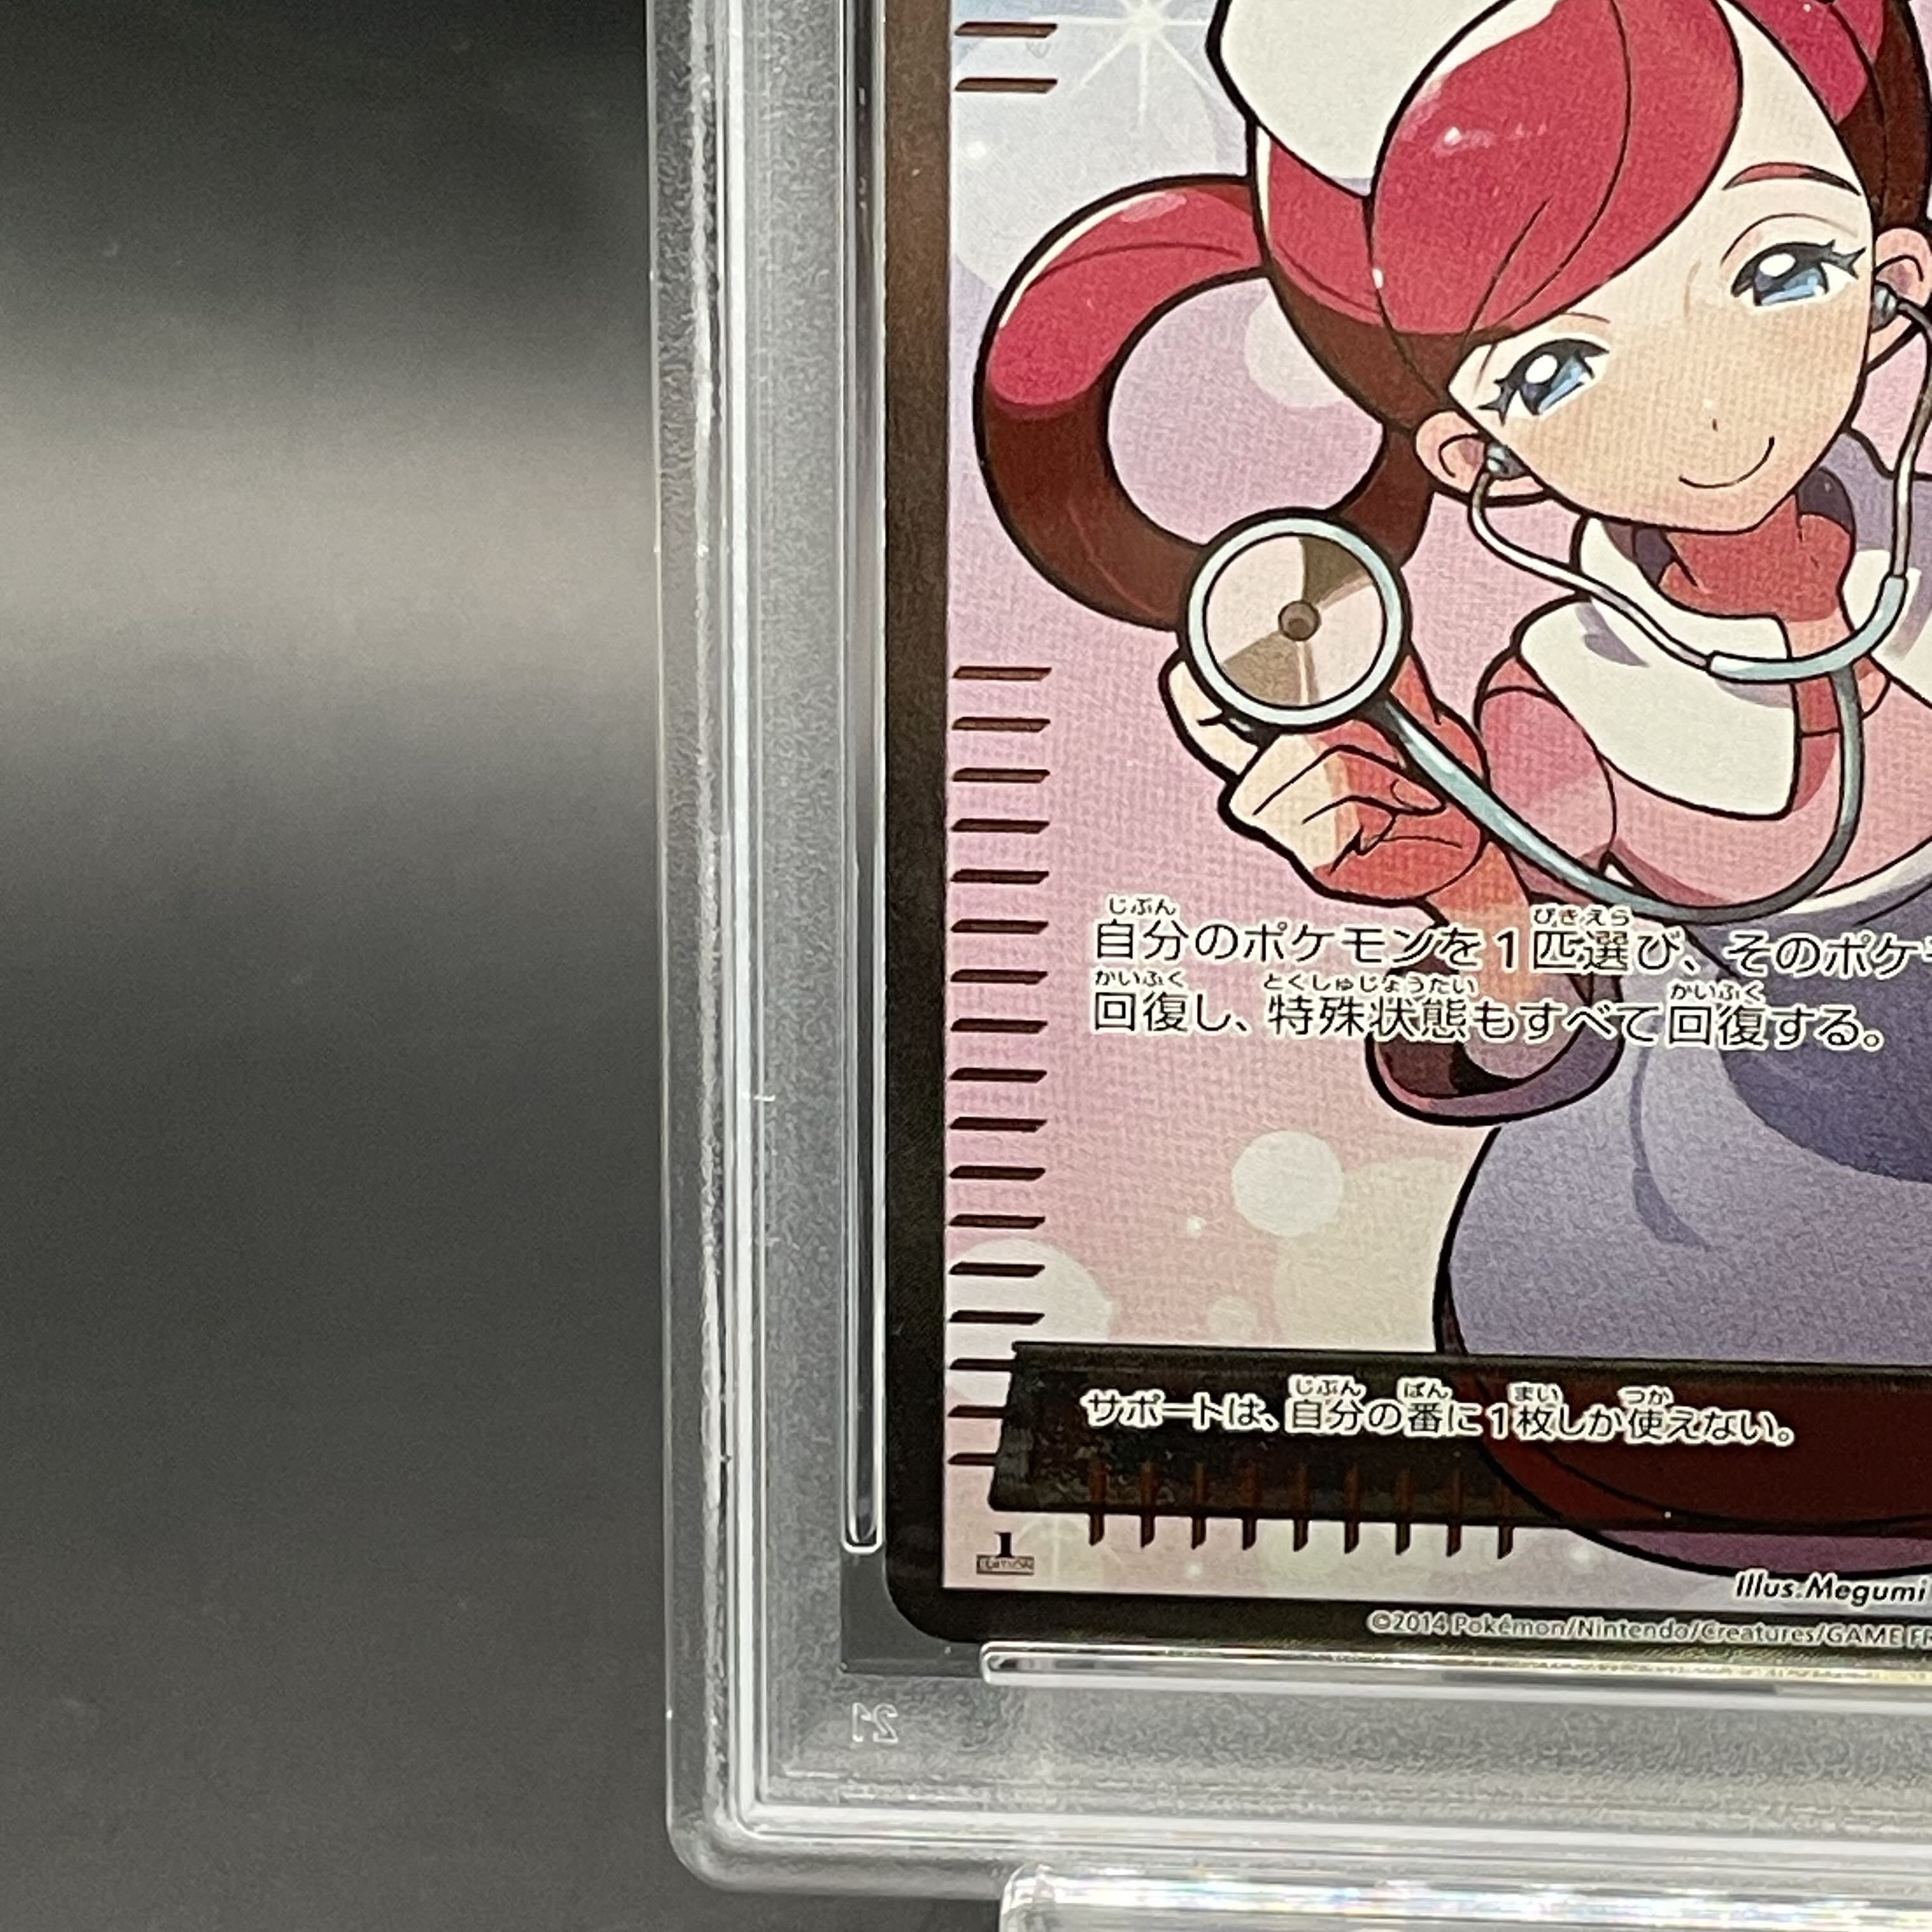 自分のポケモンを1匹選び、そのポケ
回復し、特殊状態もすべて回復する。
サポートは、自分の番に1枚しか使えない。
1
EDITION
Illus.Megumi
©2014 Pokémon/Nintendo/Creatures/GAME FR
21